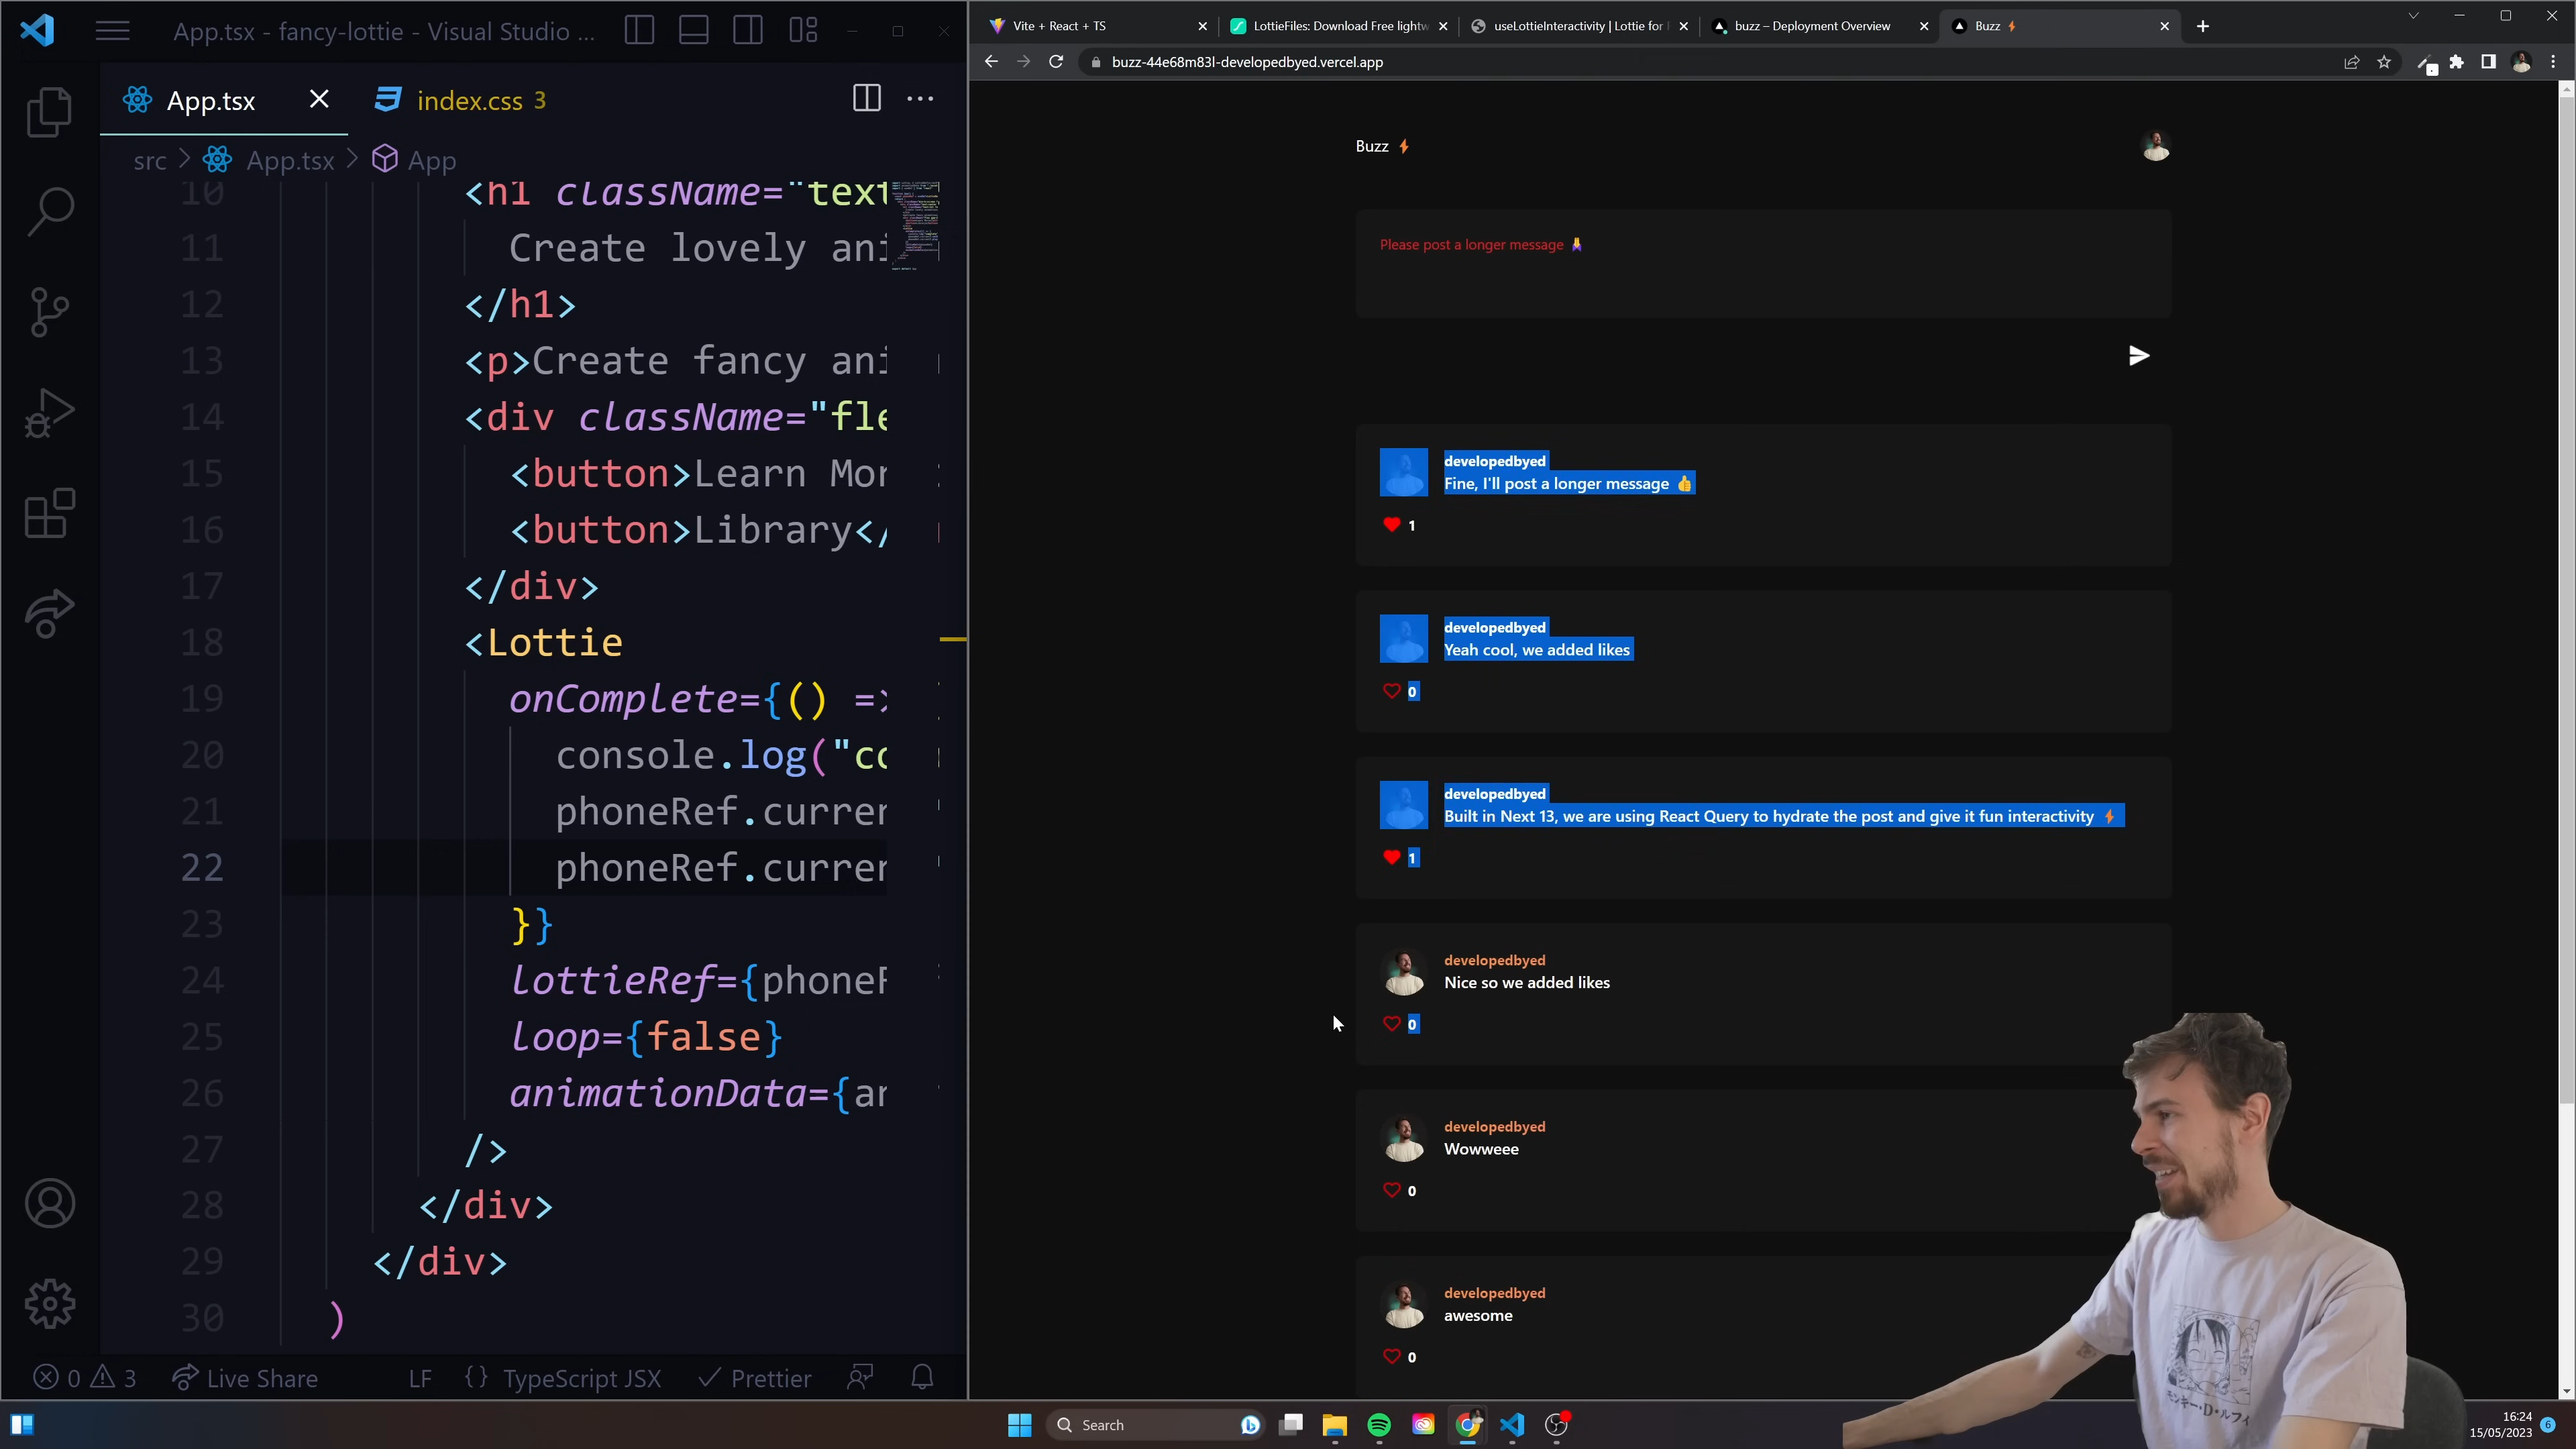 App.tsx - fancy-lottie - Visual Studio ...
App.tsx
index.css 3
src > App.tsx > App
10 <h1 className="text
11 Create lovely ani
12 </h1>
13 <p>Create fancy ani
14 <div className="fle
15 <button>Learn Mor
16 <button>Library</
17 </div>
18 <Lottie
19 onComplete={() =>
20 console.log("co
21 phoneRef.curren
22 phoneRef.curren
23 }}
24 lottieRef={phoneR
25 loop={false}
26 animationData={an
27 />
28 </div>
29 </div>
30 )
0 3 Live Share LF {} TypeScript JSX Prettier
Vite + React + TS
LottieFiles: Download Free lightw
useLottieInteractivity | Lottie for
buzz – Deployment Overview
Buzz ⚡
buzz-44e68m83l-developedbyed.vercel.app
Buzz ⚡
Please post a longer message 🙏
developedbyed
Fine, I'll post a longer message 👍
1
developedbyed
Yeah cool, we added likes
0
developedbyed
Built in Next 13, we are using React Query to hydrate the post and give it fun interactivity ⚡
1
developedbyed
Nice so we added likes
0
developedbyed
Wowweee
0
developedbyed
awesome
0
Search
16:24
15/05/2023
6